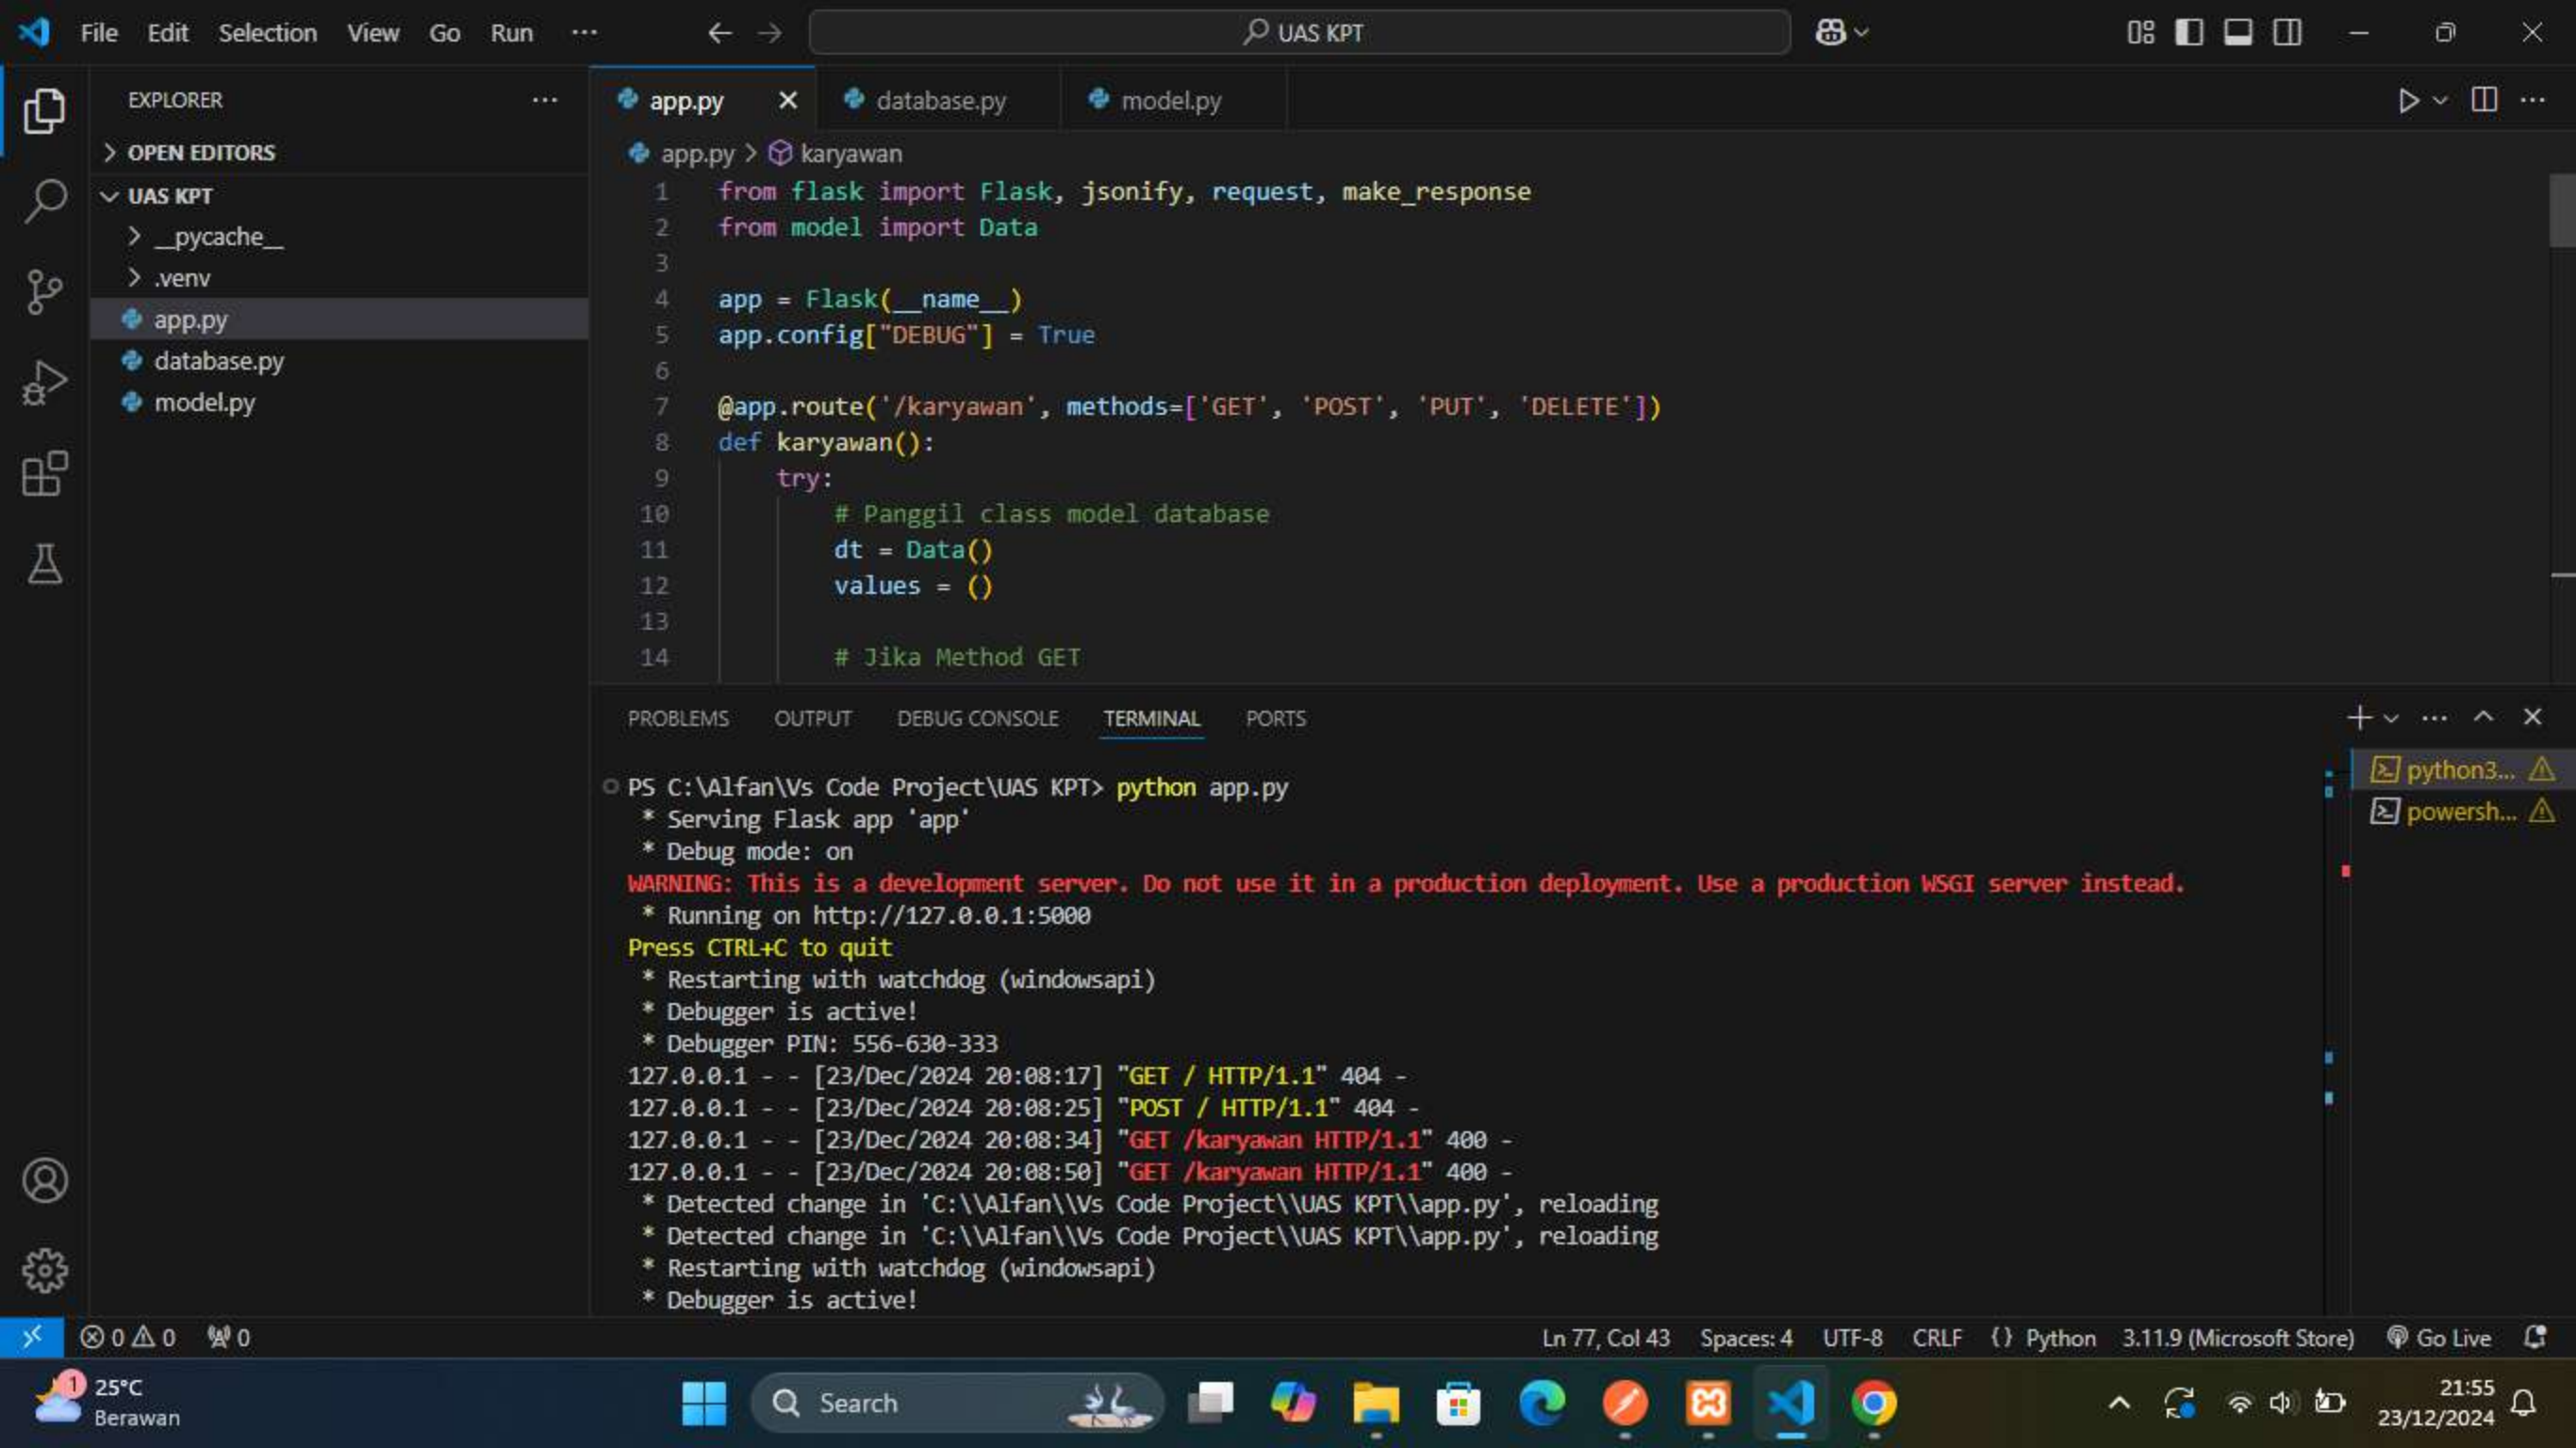 File Edit Selection View Go Run ··· UAS KPT
EXPLORER ···
OPEN EDITORS
UAS KPT
__pycache__
.venv
app.py
database.py
model.py
app.py database.py model.py
app.py > karyawan
1 from flask import Flask, jsonify, request, make_response
2 from model import Data
3
4 app = Flask(__name__)
5 app.config["DEBUG"] = True
6
7 @app.route('/karyawan', methods=['GET', 'POST', 'PUT', 'DELETE'])
8 def karyawan():
9 try:
10 # Panggil class model database
11 dt = Data()
12 values = ()
13
14 # Jika Method GET
PROBLEMS OUTPUT DEBUG CONSOLE TERMINAL PORTS
python3...
powersh...
PS C:\Alfan\Vs Code Project\UAS KPT> python app.py
* Serving Flask app 'app'
* Debug mode: on
WARNING: This is a development server. Do not use it in a production deployment. Use a production WSGI server instead.
* Running on http://127.0.0.1:5000
Press CTRL+C to quit
* Restarting with watchdog (windowsapi)
* Debugger is active!
* Debugger PIN: 556-630-333
127.0.0.1 - - [23/Dec/2024 20:08:17] "GET / HTTP/1.1" 404 -
127.0.0.1 - - [23/Dec/2024 20:08:25] "POST / HTTP/1.1" 404 -
127.0.0.1 - - [23/Dec/2024 20:08:34] "GET /karyawan HTTP/1.1" 400 -
127.0.0.1 - - [23/Dec/2024 20:08:50] "GET /karyawan HTTP/1.1" 400 -
* Detected change in 'C:\\Alfan\\Vs Code Project\\UAS KPT\\app.py', reloading
* Detected change in 'C:\\Alfan\\Vs Code Project\\UAS KPT\\app.py', reloading
* Restarting with watchdog (windowsapi)
* Debugger is active!
0 0 0 Ln 77, Col 43 Spaces: 4 UTF-8 CRLF {} Python 3.11.9 (Microsoft Store) Go Live
1 25°C
Berawan
Search
21:55
23/12/2024